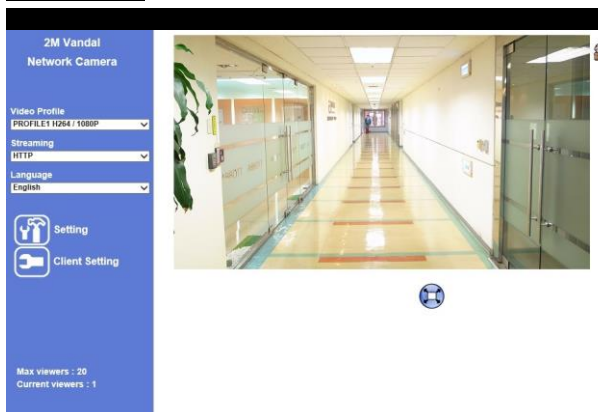 2M Vandal
Network Camera
Video Profile
PROFILE1 H264 / 1080P
Streaming
HTTP
Language
English
Setting
Client Setting
Max viewers : 20
Current viewers : 1